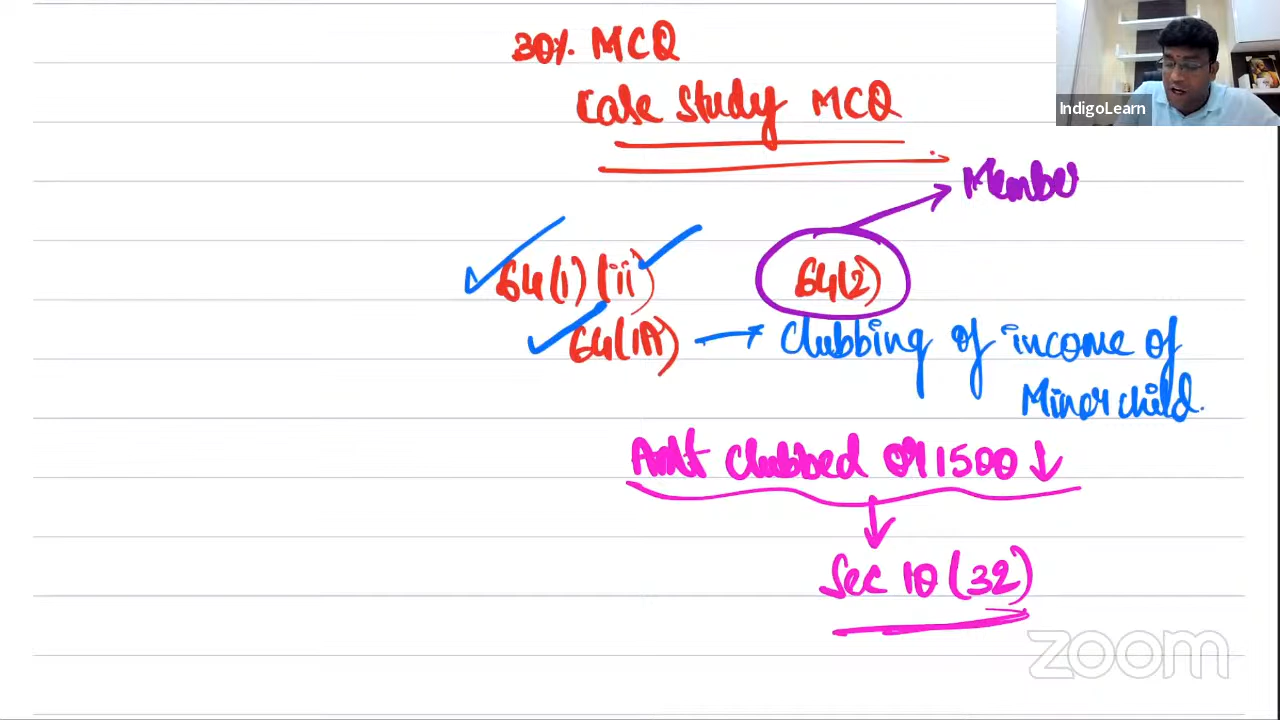 30% MCQ
Case Study MCQ
IndigoLearn
Member
64(1)(ii) 64(2)
64(1A) → Clubbing of income of
Minor child.
Amt clubbed or 1500 ↓
Sec 10(32)
zoom